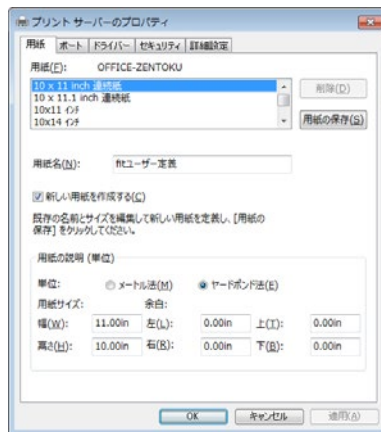 プリント サーバーのプロパティ
用紙 ポート ドライバー セキュリティ 詳細設定
用紙(F): OFFICE-ZENTOKU
10 x 11 inch 連続紙
10 x 11.1 inch 連続紙
10x11 インチ
10x14 インチ
削除(D)
用紙の保存(S)
用紙名(N): fitユーザー定義
新しい用紙を作成する(C)
既存の名前とサイズを編集して新しい用紙を定義し、[用紙の
保存] をクリックしてください。
用紙の説明 (単位)
単位: メートル法(M) ヤードポンド法(E)
用紙サイズ: 余白:
幅(W): 11.00in 左(L): 0.00in 上(T): 0.00in
高さ(H): 10.00in 右(R): 0.00in 下(B): 0.00in
OK キャンセル 適用(A)